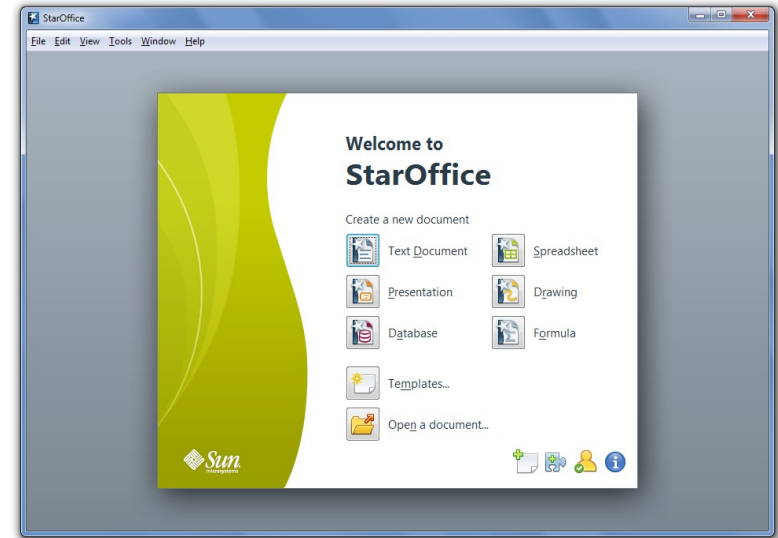 StarOffice
File Edit View Tools Window Help
Welcome to
StarOffice
Create a new document
Text Document Spreadsheet
Presentation Drawing
Database Formula
Templates...
Open a document...
Sun
microsystems